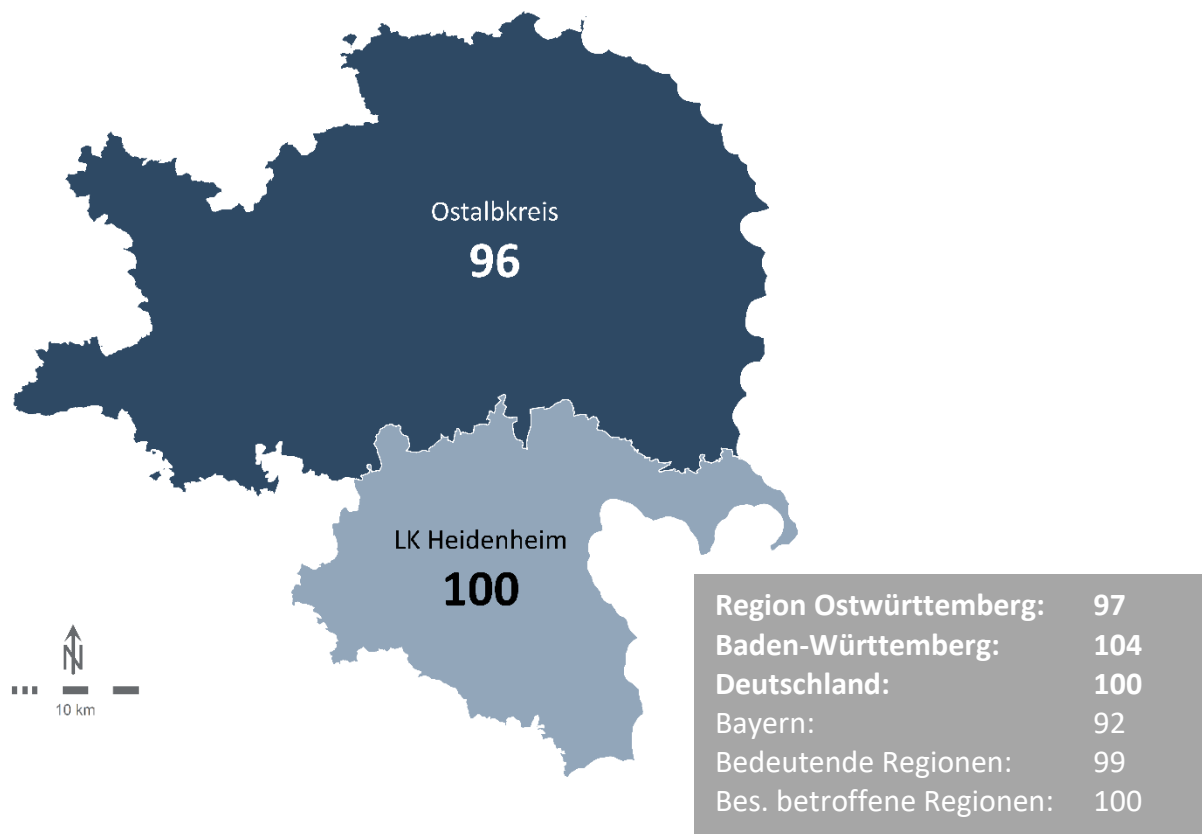 Ostalbkreis
96
LK Heidenheim
100
N
10 km
Region Ostwürttemberg: 97
Baden-Württemberg: 104
Deutschland: 100
Bayern: 92
Bedeutende Regionen: 99
Bes. betroffene Regionen: 100